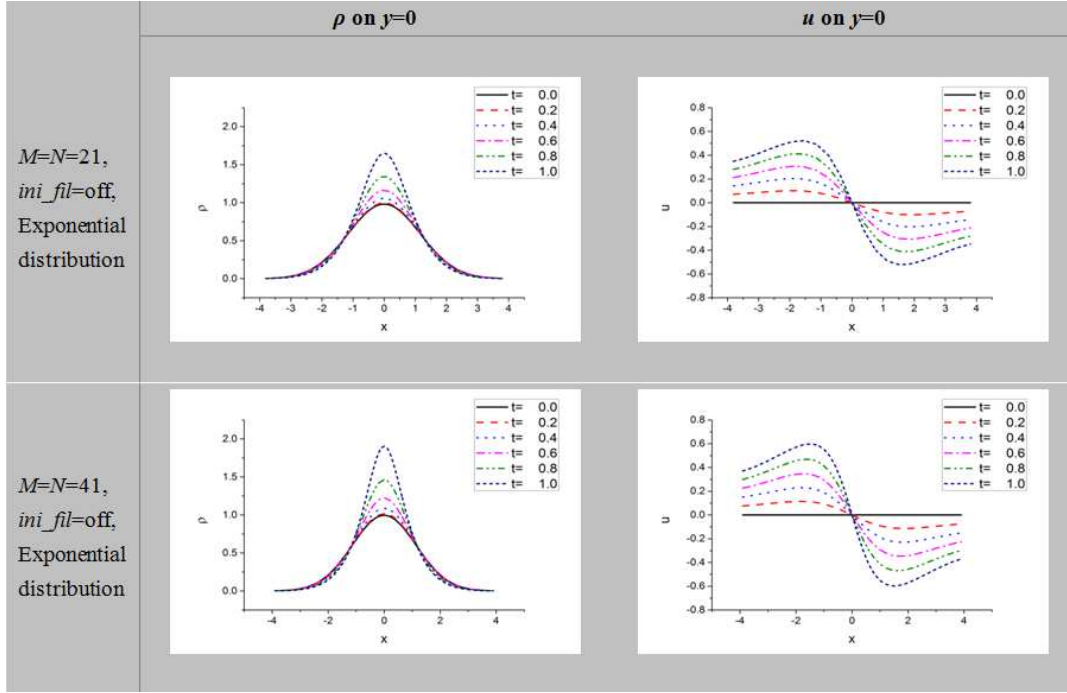 ρ on y=0
u on y=0
M=N=21,
ini_fil=off,
Exponential
distribution
t= 0.0
t= 0.2
t= 0.4
t= 0.6
t= 0.8
t= 1.0
2.0
1.5
1.0
0.5
0.0
ρ
-4 -3 -2 -1 0 1 2 3 4
x
t= 0.0
t= 0.2
t= 0.4
t= 0.6
t= 0.8
t= 1.0
0.8
0.6
0.4
0.2
0.0
-0.2
-0.4
-0.6
-0.8
u
-4 -2 0 2 4
x
M=N=41,
ini_fil=off,
Exponential
distribution
t= 0.0
t= 0.2
t= 0.4
t= 0.6
t= 0.8
t= 1.0
2.0
1.5
1.0
0.5
0.0
ρ
-4 -2 0 2 4
x
t= 0.0
t= 0.2
t= 0.4
t= 0.6
t= 0.8
t= 1.0
0.8
0.6
0.4
0.2
0.0
-0.2
-0.4
-0.6
-0.8
u
-4 -2 0 2 4
x